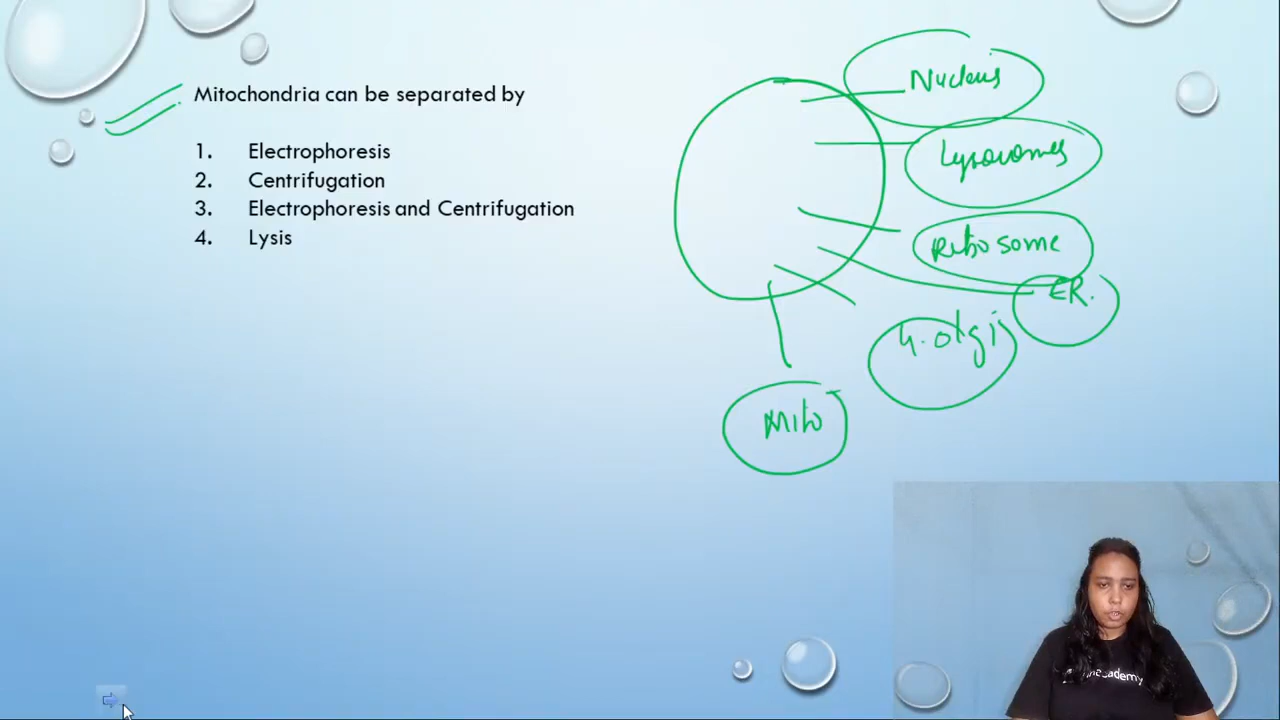 Mitochondria can be separated by
1. Electrophoresis
2. Centrifugation
3. Electrophoresis and Centrifugation
4. Lysis
Nucleus
Lysosomes
Ribosome
ER.
Golgi
Mito